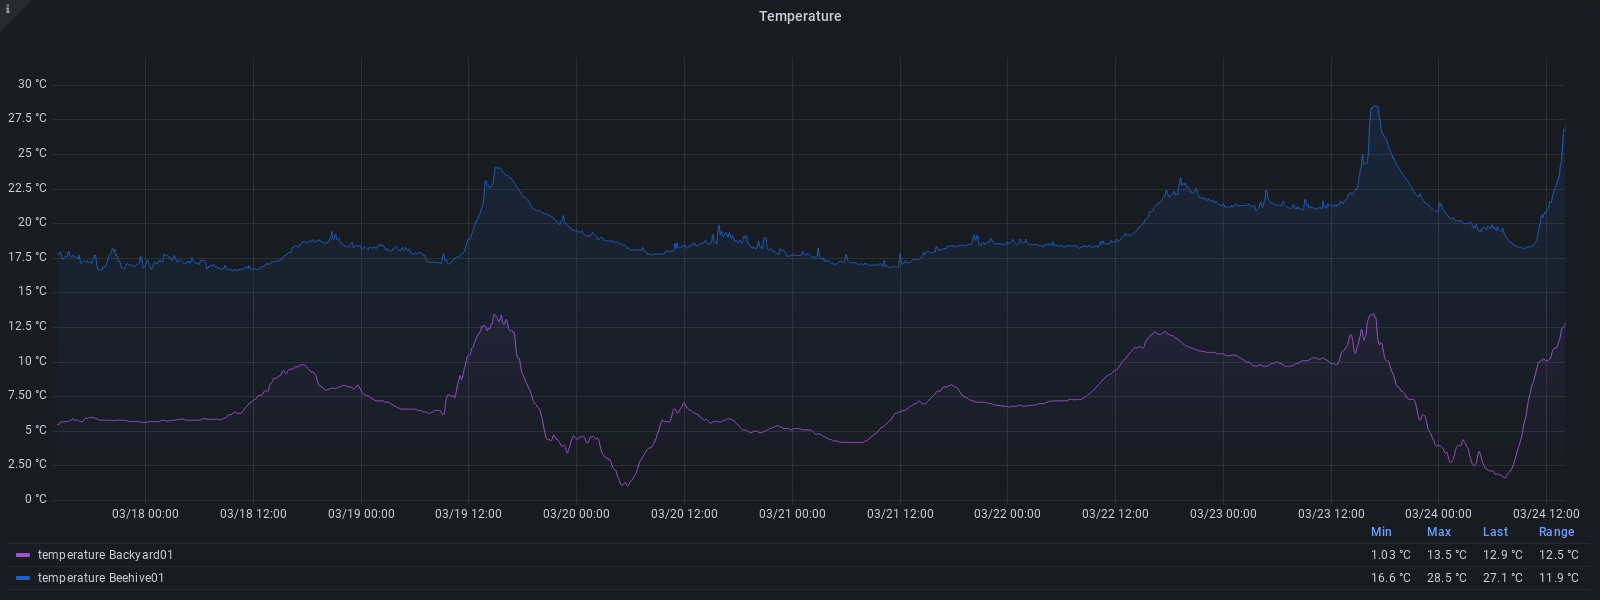 i
Temperature
30 °C
27.5 °C
25 °C
22.5 °C
20 °C
17.5 °C
15 °C
12.5 °C
10 °C
7.50 °C
5 °C
2.50 °C
0 °C
03/18 00:00 03/18 12:00 03/19 00:00 03/19 12:00 03/20 00:00 03/20 12:00 03/21 00:00 03/21 12:00 03/22 00:00 03/22 12:00 03/23 00:00 03/23 12:00 03/24 00:00 03/24 12:00
Min Max Last Range
temperature Backyard01 1.03 °C 13.5 °C 12.9 °C 12.5 °C
temperature Beehive01 16.6 °C 28.5 °C 27.1 °C 11.9 °C